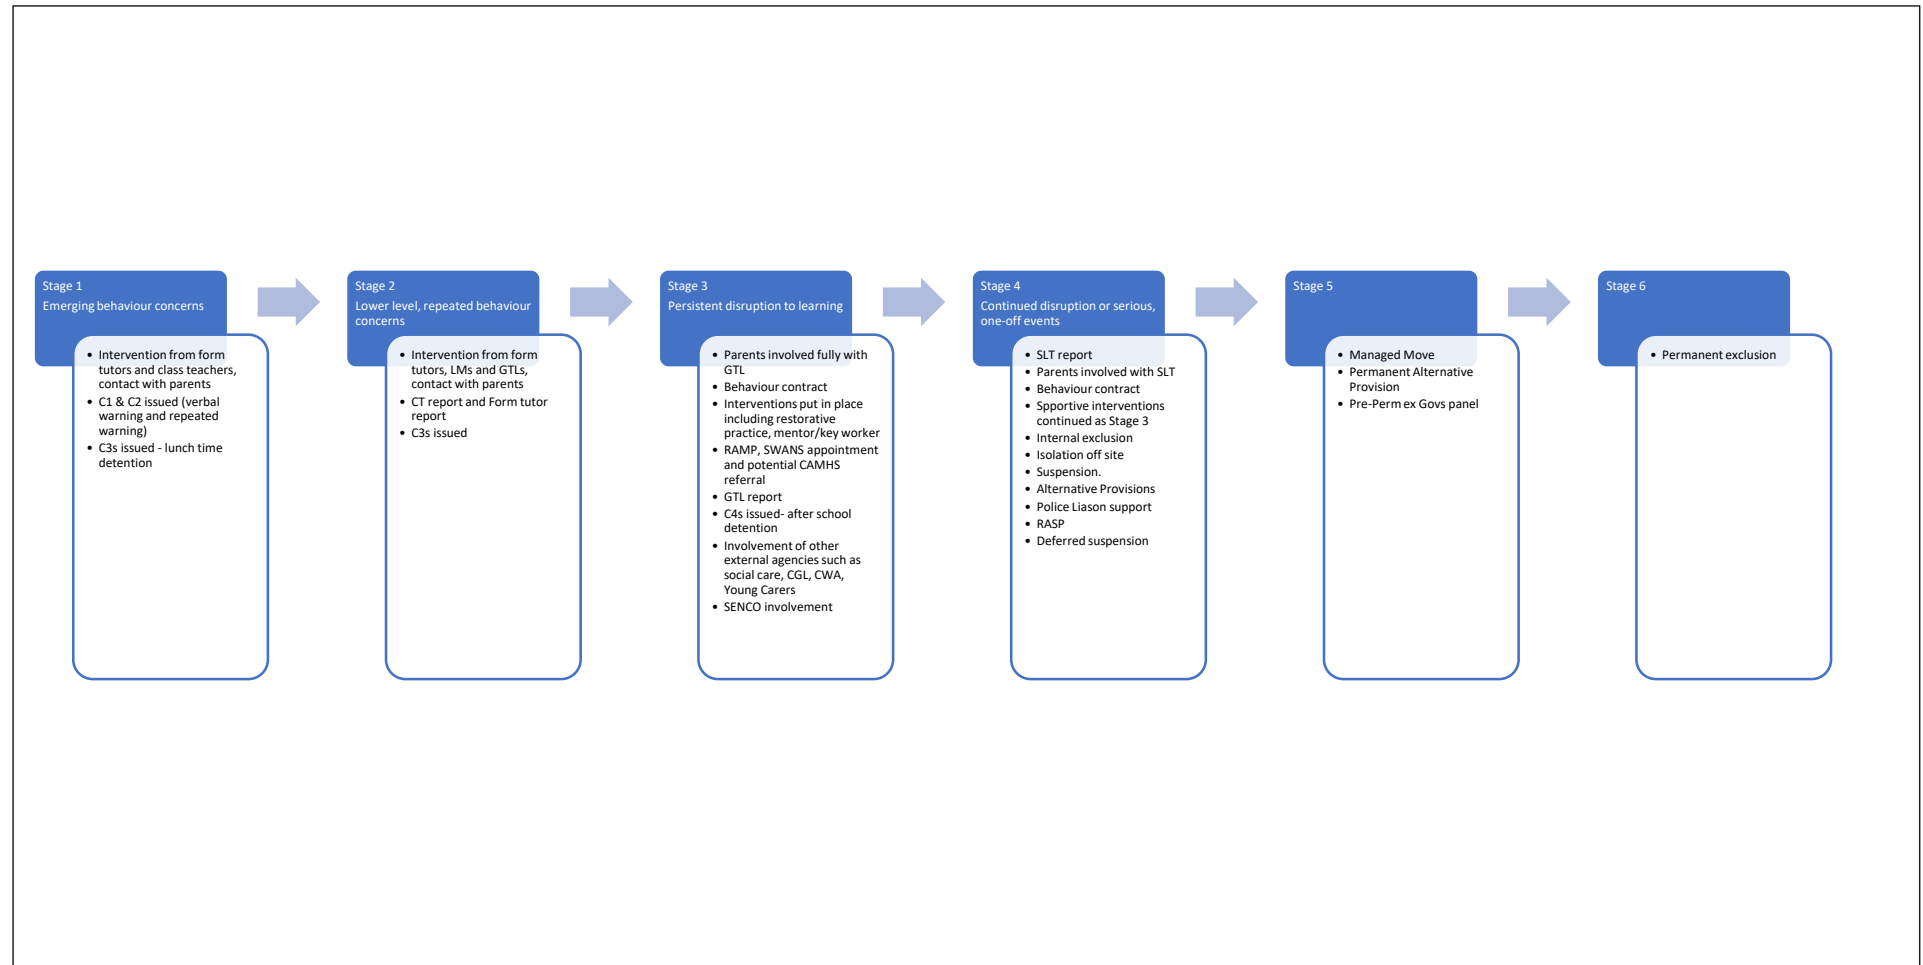 Stage 1
Emerging behaviour concerns
• Intervention from form
tutors and class teachers,
contact with parents
• C1 & C2 issued (verbal
warning and repeated
warning)
• C3s issued - lunch time
detention
Stage 2
Lower level, repeated behaviour
concerns
• Intervention from form
tutors, LMs and GTLs,
contact with parents
• CT report and Form tutor
report
• C3s issued
Stage 3
Persistent disruption to learning
• Parents involved fully with
GTL
• Behaviour contract
• Interventions put in place
including restorative
practice, mentor/key worker
• RAMP, SWANS appointment
and potential CAMHS
referral
• GTL report
• C4s issued- after school
detention
• Involvement of other
external agencies such as
social care, CGL, CWA,
Young Carers
• SENCO involvement
Stage 4
Continued disruption or serious,
one-off events
• SLT report
• Parents involved with SLT
• Behaviour contract
• Spportive interventions
continued as Stage 3
• Internal exclusion
• Isolation off site
• Suspension.
• Alternative Provisions
• Police Liason support
• RASP
• Deferred suspension
Stage 5
• Managed Move
• Permanent Alternative
Provision
• Pre-Perm ex Govs panel
Stage 6
• Permanent exclusion